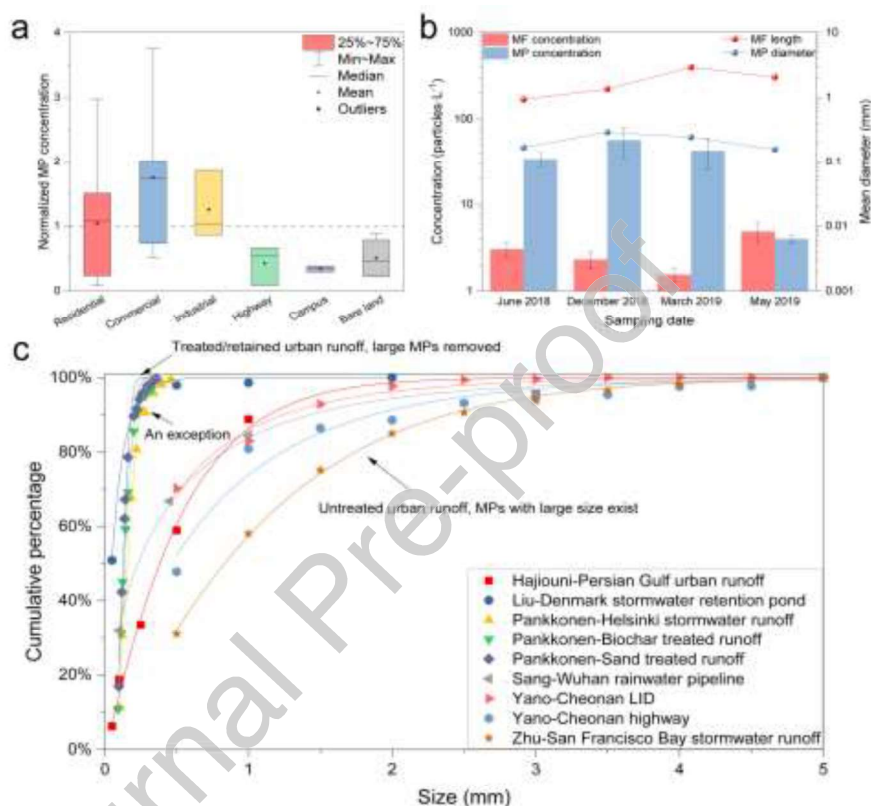 a
4
3
2
1
0
Normalized MP concentration
25%~75%
Min~Max
Median
Mean
Outliers
Residential
Commercial
Industrial
Highway
Campus
Bare land
b
MF concentration
MP concentration
MF length
MP diameter
1000
100
10
1
Concentration (particles·L⁻¹)
10
1
0.1
0.01
0.001
Mean diameter (mm)
June 2018
December 2018
March 2019
May 2019
Sampling date
c
Treated/retained urban runoff, large MPs removed
An exception
Untreated urban runoff, MPs with large size exist
100%
80%
60%
40%
20%
0%
Cumulative percentage
Hajiouni-Persian Gulf urban runoff
Liu-Denmark stormwater retention pond
Pankkonen-Helsinki stormwater runoff
Pankkonen-Biochar treated runoff
Pankkonen-Sand treated runoff
Sang-Wuhan rainwater pipeline
Yano-Cheonan LID
Yano-Cheonan highway
Zhu-San Francisco Bay stormwater runoff
0
1
2
3
4
5
Size (mm)
urnal Pre-proof